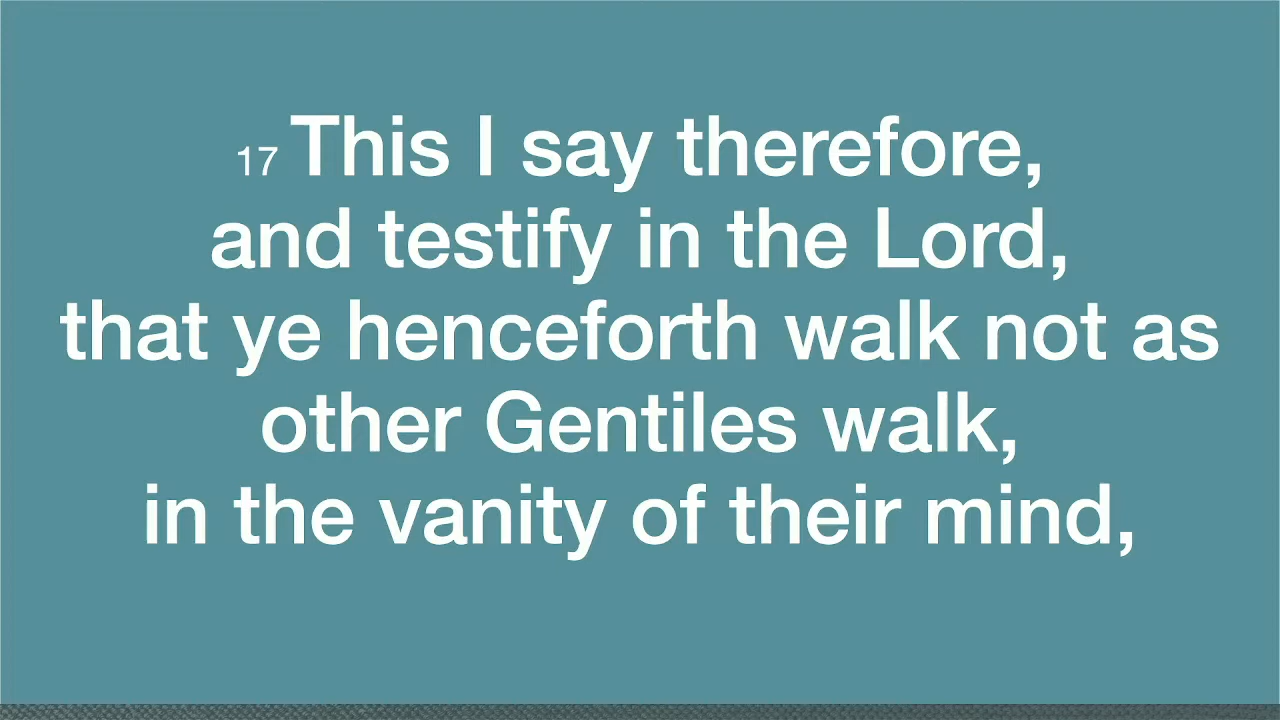 17 This I say therefore,
and testify in the Lord,
that ye henceforth walk not as
other Gentiles walk,
in the vanity of their mind,